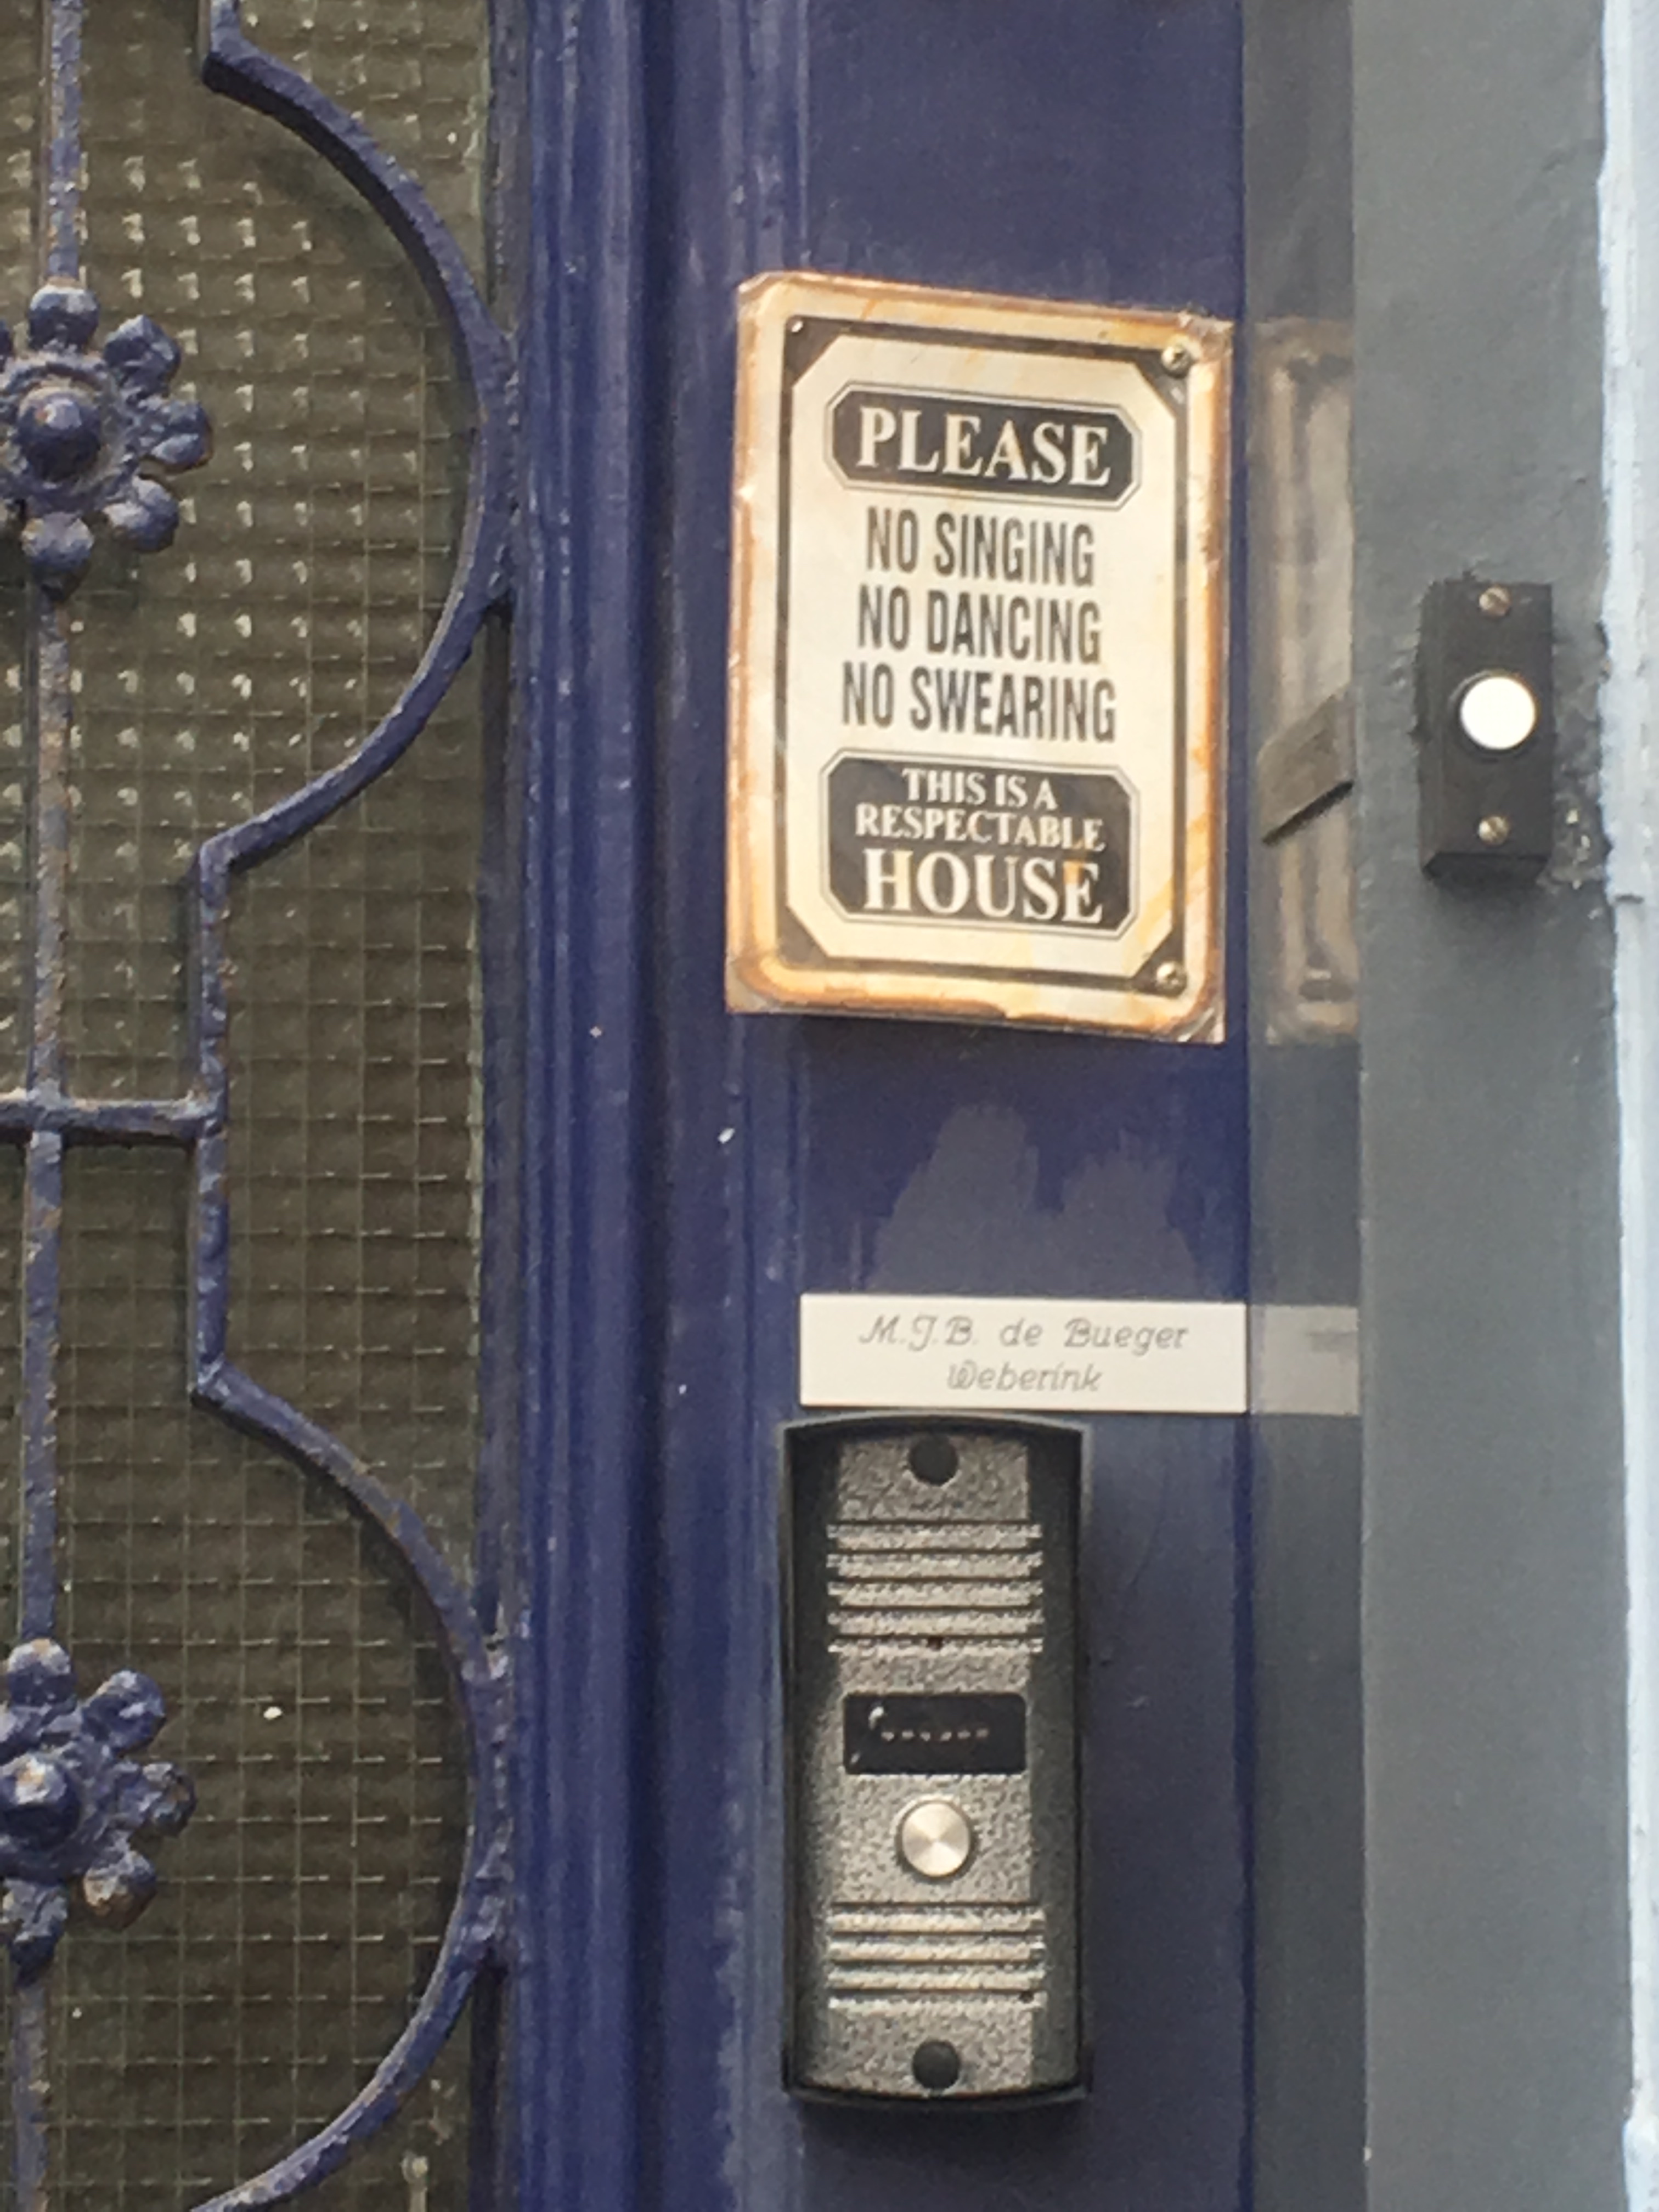 PLEASE
NO SINGING
NO DANCING
NO SWEARING
THIS IS A
RESPECTABLE
HOUSE
M.J.B. de Bueger
Weberink